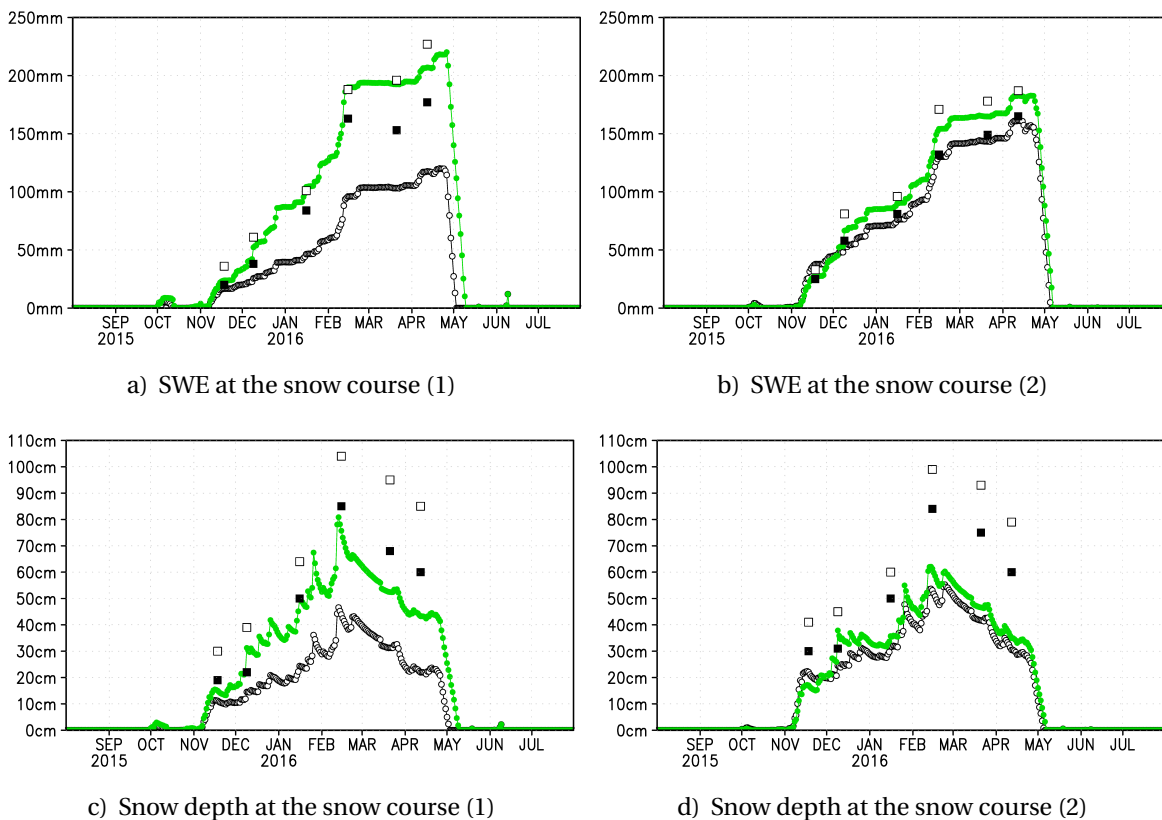 250mm
200mm
150mm
100mm
50mm
0mm
SEP OCT NOV DEC JAN FEB MAR APR MAY JUN JUL
2015 2016
a) SWE at the snow course (1)
250mm
200mm
150mm
100mm
50mm
0mm
SEP OCT NOV DEC JAN FEB MAR APR MAY JUN JUL
2015 2016
b) SWE at the snow course (2)
110cm
100cm
90cm
80cm
70cm
60cm
50cm
40cm
30cm
20cm
10cm
0cm
SEP OCT NOV DEC JAN FEB MAR APR MAY JUN JUL
2015 2016
c) Snow depth at the snow course (1)
110cm
100cm
90cm
80cm
70cm
60cm
50cm
40cm
30cm
20cm
10cm
0cm
SEP OCT NOV DEC JAN FEB MAR APR MAY JUN JUL
2015 2016
d) Snow depth at the snow course (2)